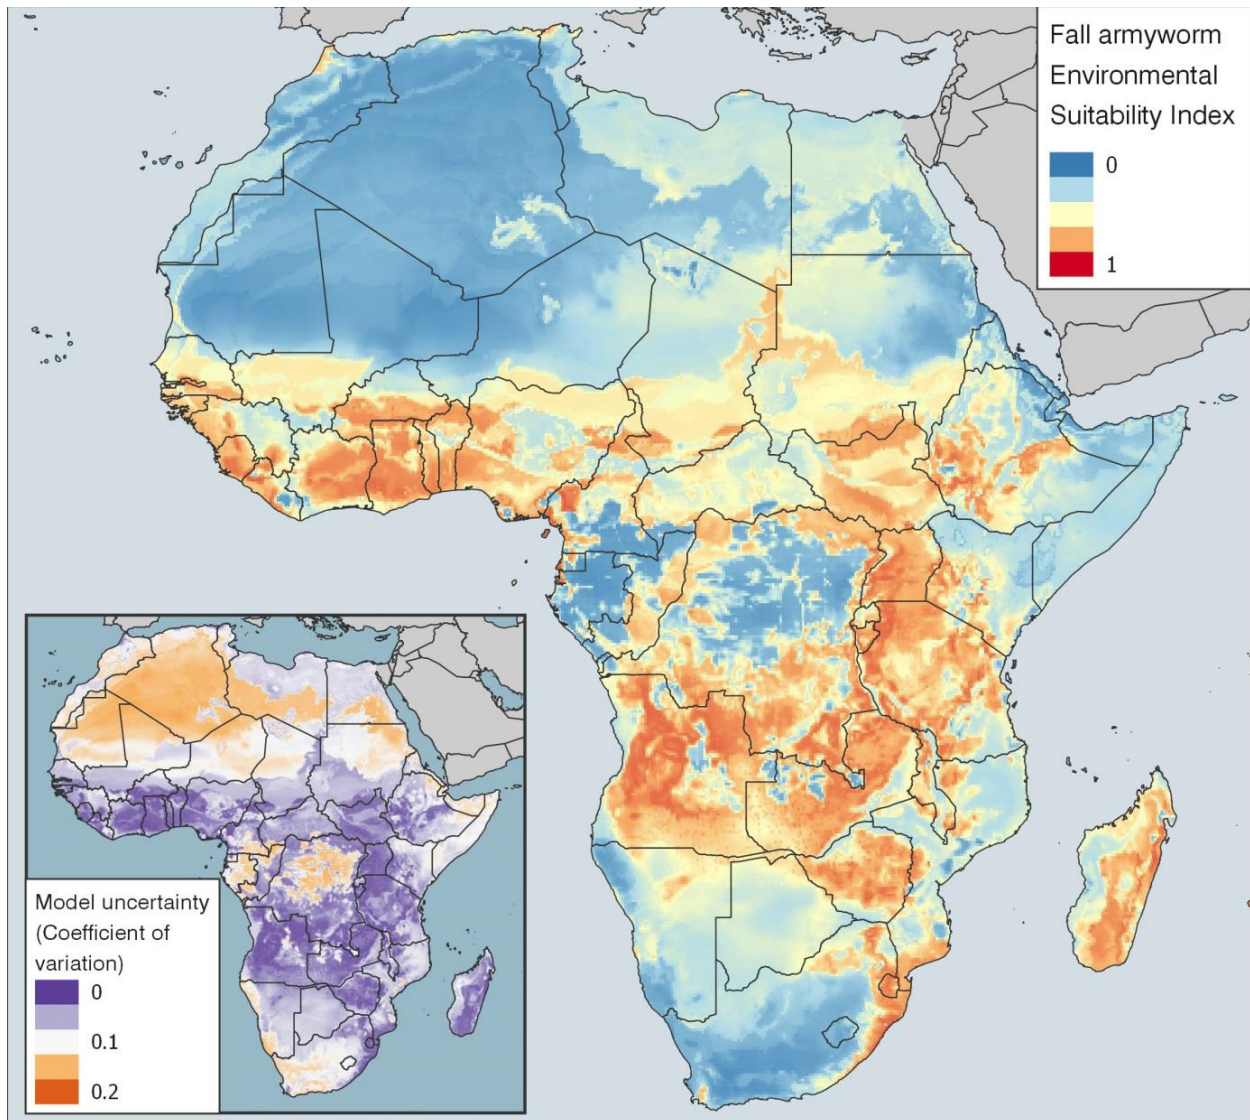 Fall armyworm
Environmental
Suitability Index
0
1
Model uncertainty
(Coefficient of
variation)
0
0.1
0.2